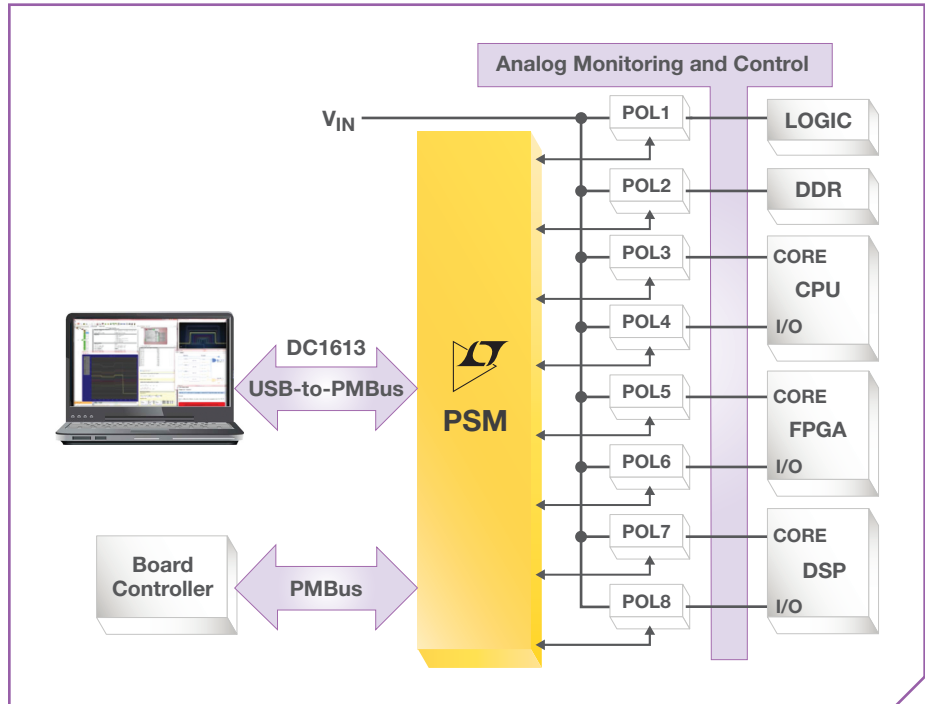 Analog Monitoring and Control
VIN
POL1
LOGIC
POL2
DDR
POL3
CORE
CPU
POL4
I/O
DC1613
USB-to-PMBus
PSM
POL5
CORE
FPGA
POL6
I/O
POL7
CORE
DSP
POL8
I/O
Board
Controller
PMBus